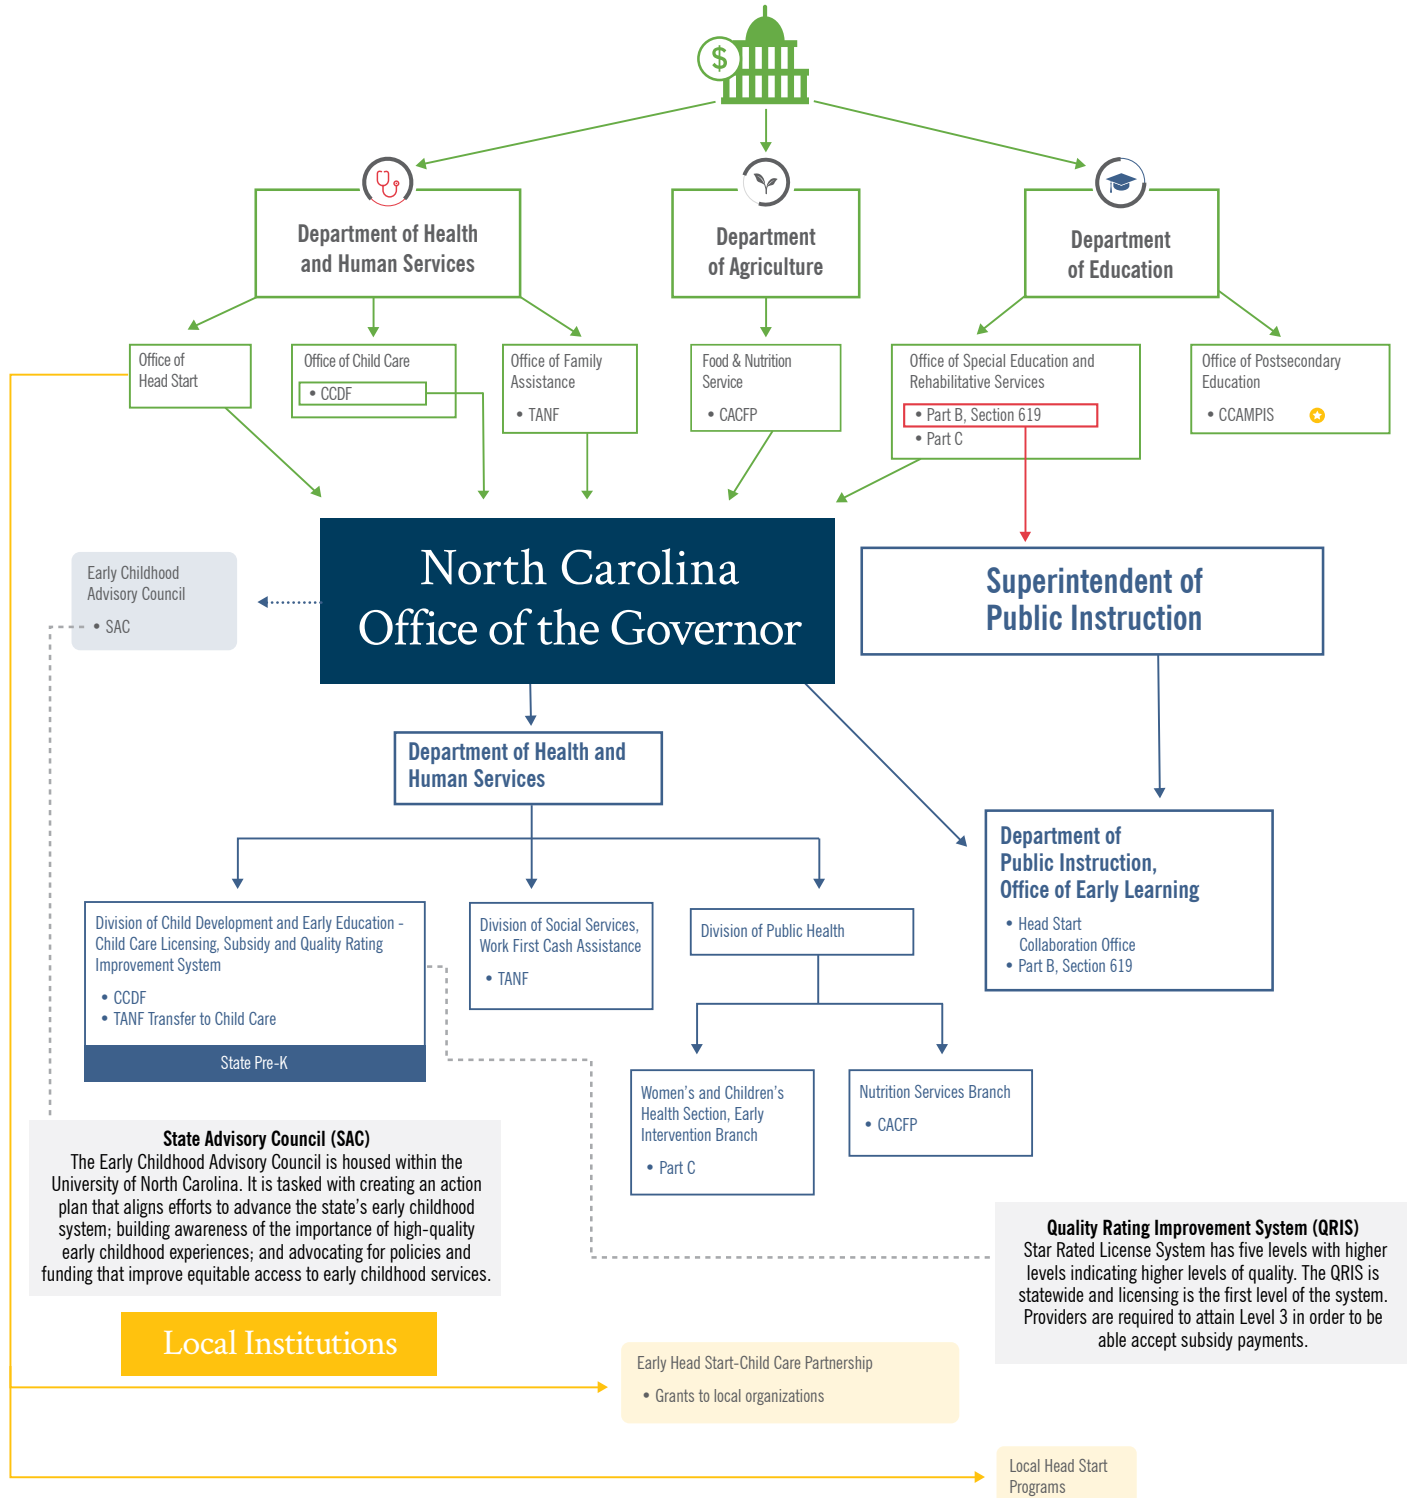 $
Department of Health
and Human Services
Department
of Agriculture
Department
of Education
Office of
Head Start
Office of Child Care
• CCDF
Office of Family
Assistance
• TANF
Food & Nutrition
Service
• CACFP
Office of Special Education and
Rehabilitative Services
• Part B, Section 619
• Part C
Office of Postsecondary
Education
• CCAMPIS
Early Childhood
Advisory Council
• SAC
North Carolina
Office of the Governor
Superintendent of
Public Instruction
Department of Health and
Human Services
Department of
Public Instruction,
Office of Early Learning
• Head Start
Collaboration Office
• Part B, Section 619
Division of Child Development and Early Education -
Child Care Licensing, Subsidy and Quality Rating
Improvement System
• CCDF
• TANF Transfer to Child Care
State Pre-K
Division of Social Services,
Work First Cash Assistance
• TANF
Division of Public Health
Women's and Children's
Health Section, Early
Intervention Branch
• Part C
Nutrition Services Branch
• CACFP
State Advisory Council (SAC)
The Early Childhood Advisory Council is housed within the
University of North Carolina. It is tasked with creating an action
plan that aligns efforts to advance the state's early childhood
system; building awareness of the importance of high-quality
early childhood experiences; and advocating for policies and
funding that improve equitable access to early childhood services.
Quality Rating Improvement System (QRIS)
Star Rated License System has five levels with higher
levels indicating higher levels of quality. The QRIS is
statewide and licensing is the first level of the system.
Providers are required to attain Level 3 in order to be
able accept subsidy payments.
Local Institutions
Early Head Start-Child Care Partnership
• Grants to local organizations
Local Head Start
Programs